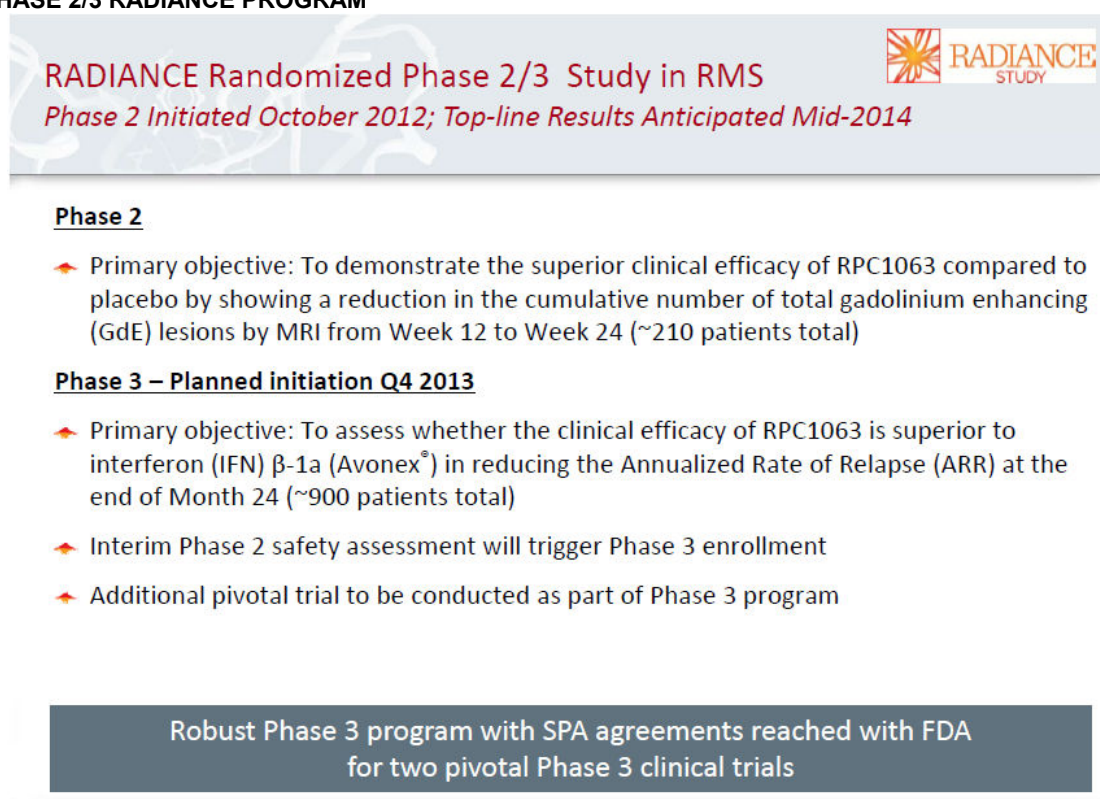 PHASE 2/3 RADIANCE PROGRAM
RADIANCE
STUDY
RADIANCE Randomized Phase 2/3 Study in RMS
Phase 2 Initiated October 2012; Top-line Results Anticipated Mid-2014
Phase 2
Primary objective: To demonstrate the superior clinical efficacy of RPC1063 compared to
placebo by showing a reduction in the cumulative number of total gadolinium enhancing
(GdE) lesions by MRI from Week 12 to Week 24 (~210 patients total)
Phase 3 – Planned initiation Q4 2013
Primary objective: To assess whether the clinical efficacy of RPC1063 is superior to
interferon (IFN) β-1a (Avonex®) in reducing the Annualized Rate of Relapse (ARR) at the
end of Month 24 (~900 patients total)
Interim Phase 2 safety assessment will trigger Phase 3 enrollment
Additional pivotal trial to be conducted as part of Phase 3 program
Robust Phase 3 program with SPA agreements reached with FDA
for two pivotal Phase 3 clinical trials